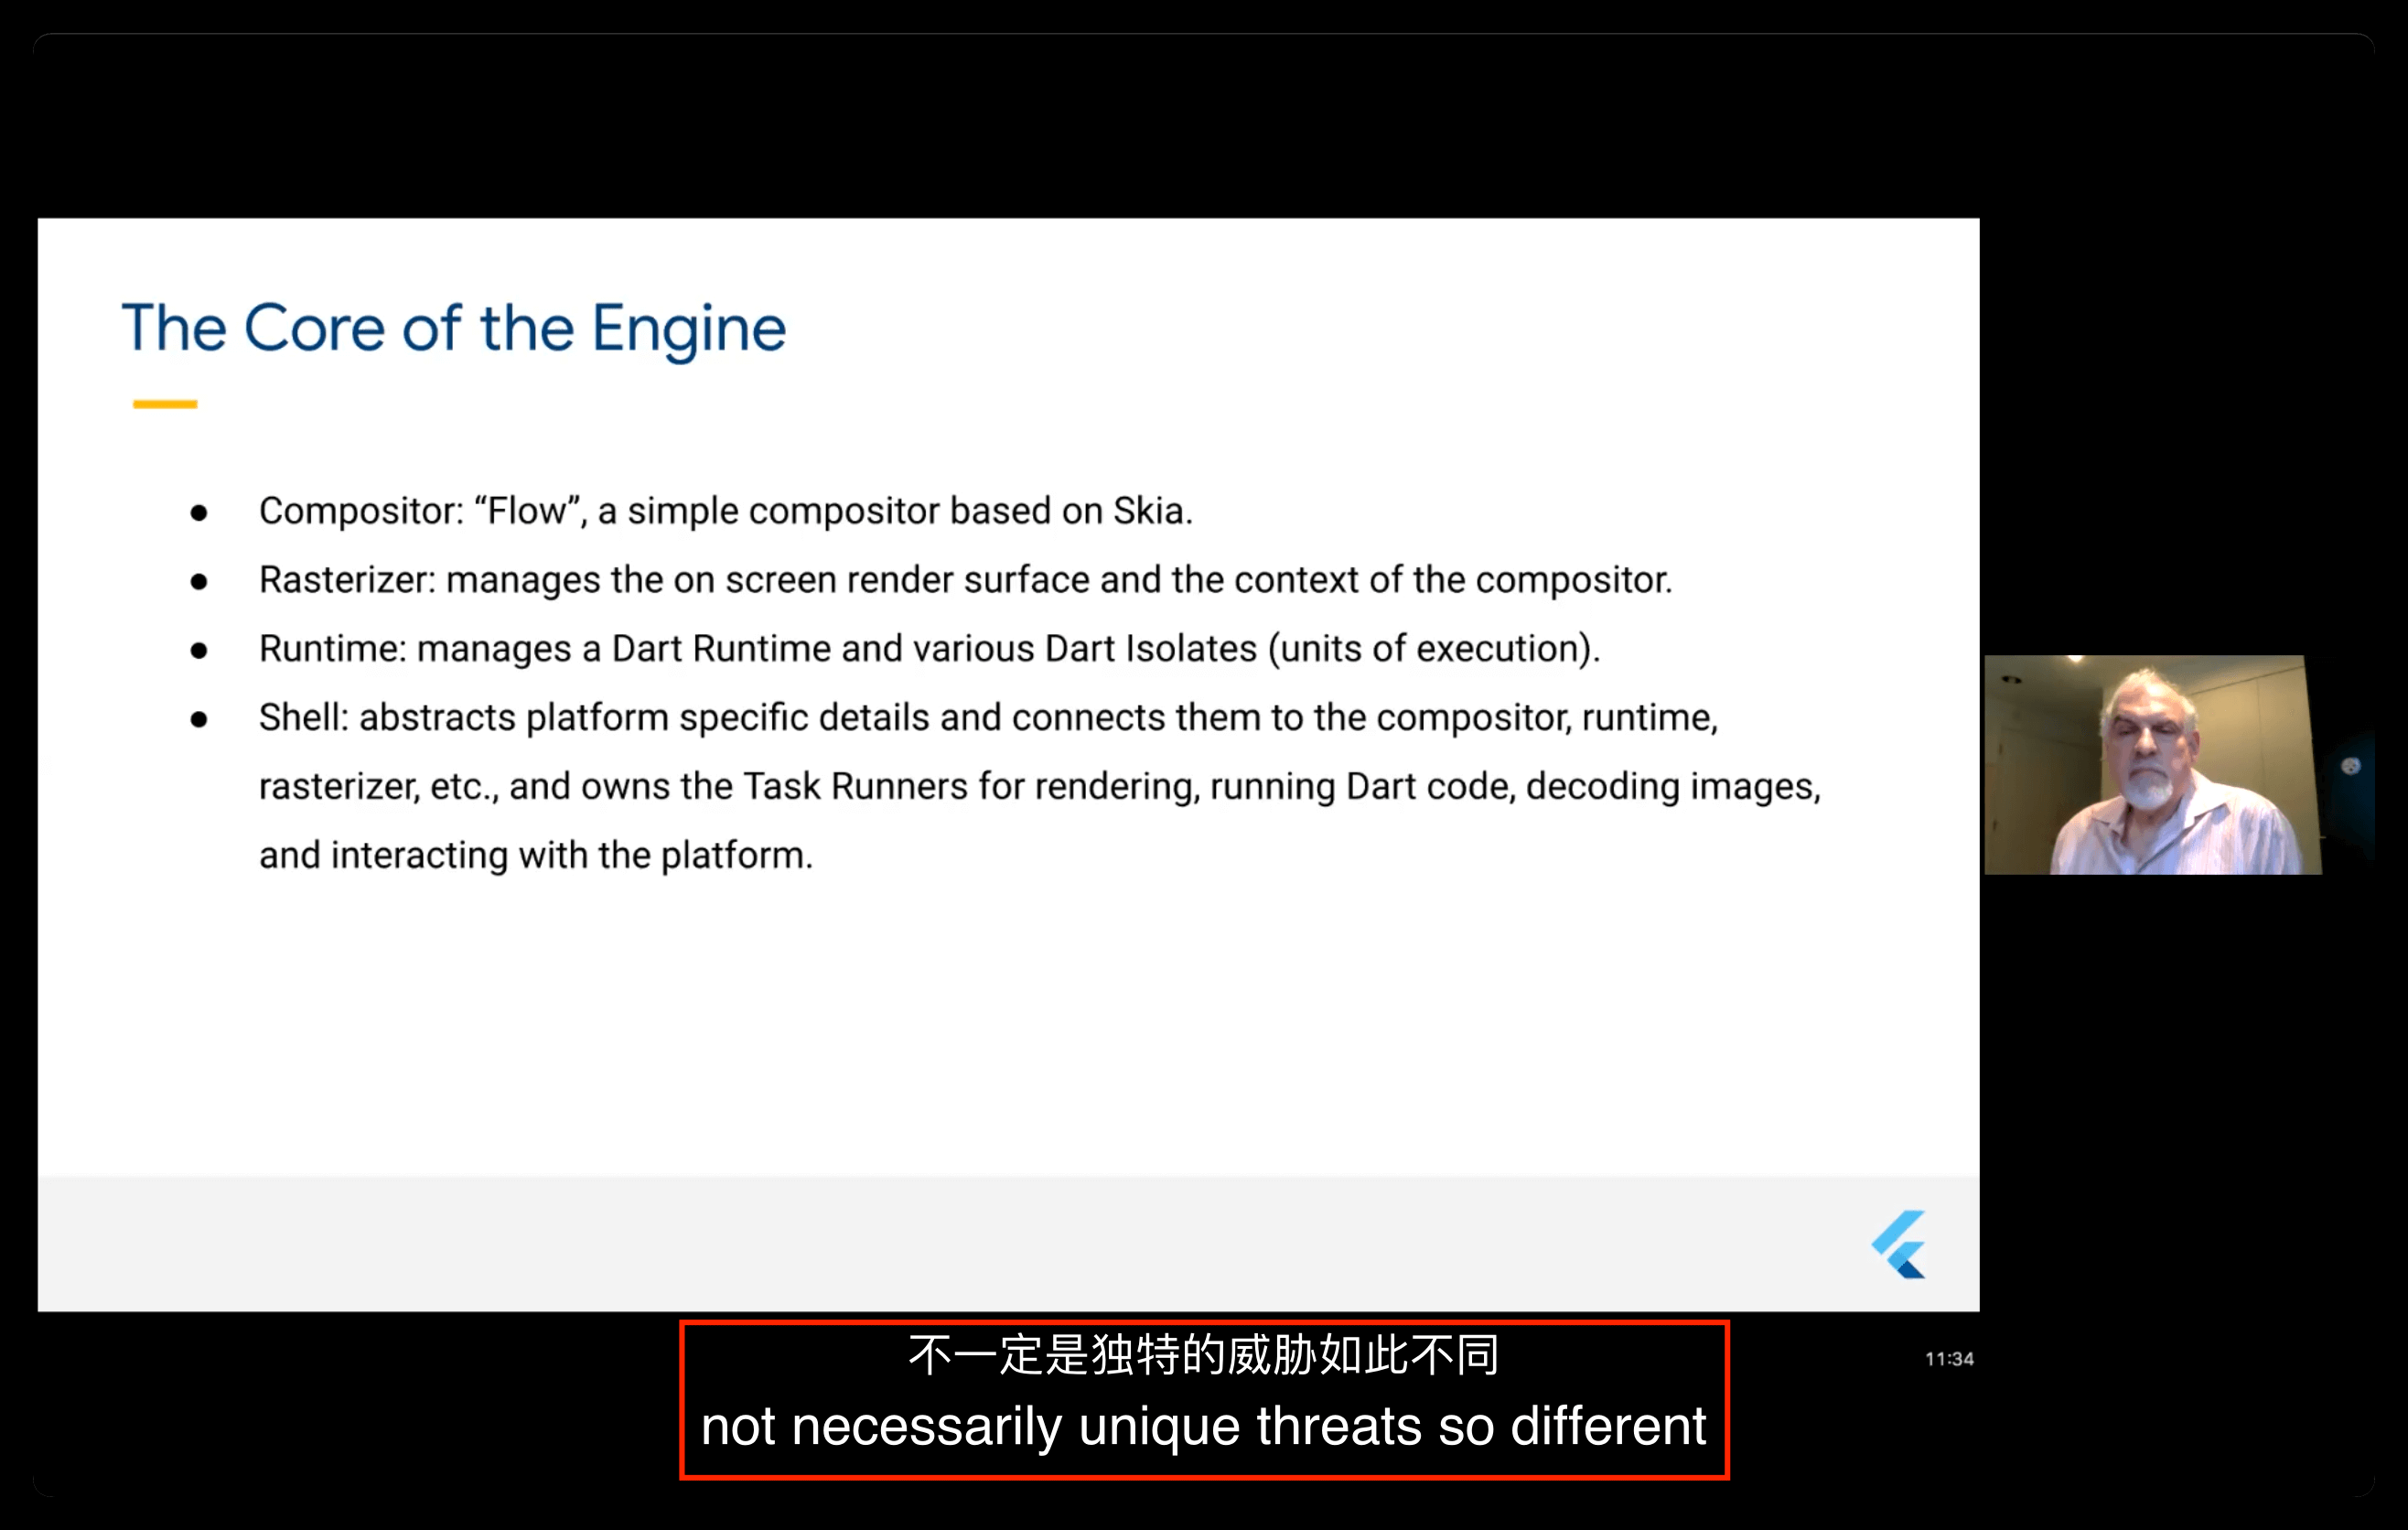 The Core of the Engine
● Compositor: “Flow”, a simple compositor based on Skia.
● Rasterizer: manages the on screen render surface and the context of the compositor.
● Runtime: manages a Dart Runtime and various Dart Isolates (units of execution).
● Shell: abstracts platform specific details and connects them to the compositor, runtime,
rasterizer, etc., and owns the Task Runners for rendering, running Dart code, decoding images,
and interacting with the platform.
不一定是独特的威胁如此不同
11:34
not necessarily unique threats so different